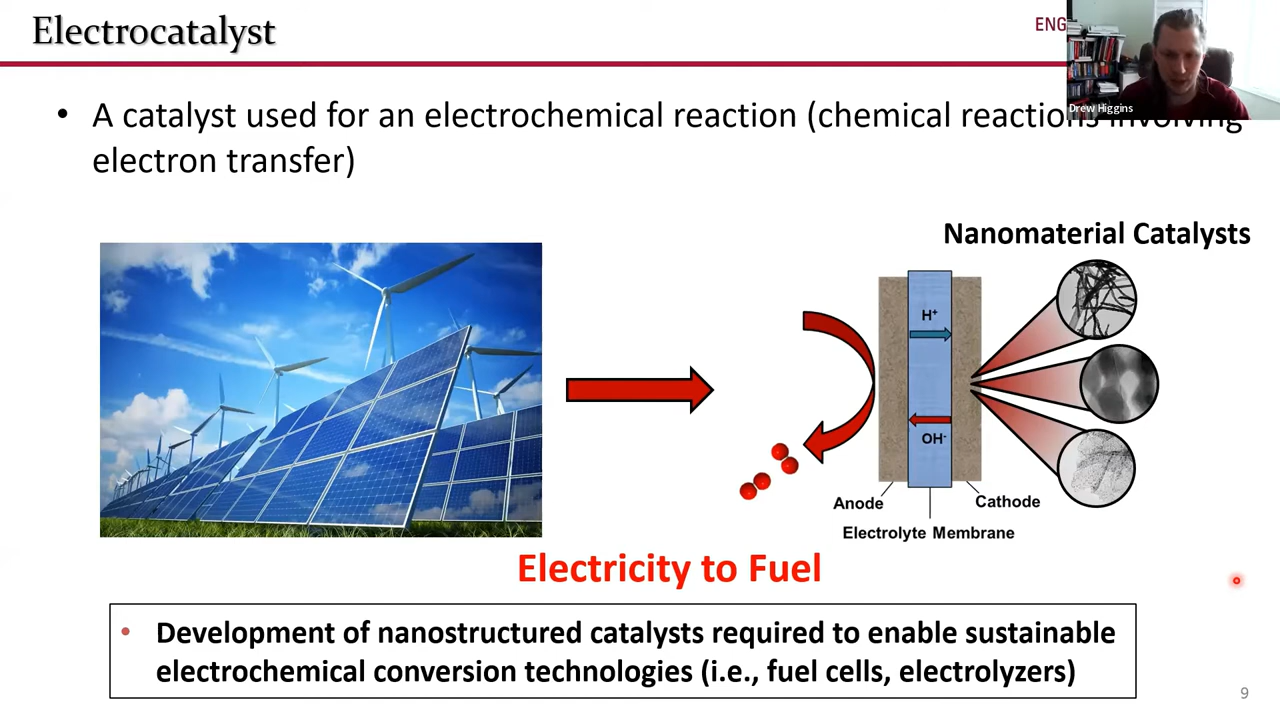 Electrocatalyst
ENG
Drew Higgins
• A catalyst used for an electrochemical reaction (chemical reactions involving
electron transfer)
Nanomaterial Catalysts
H+
OH-
Anode
Cathode
Electrolyte Membrane
Electricity to Fuel
• Development of nanostructured catalysts required to enable sustainable
electrochemical conversion technologies (i.e., fuel cells, electrolyzers)
9